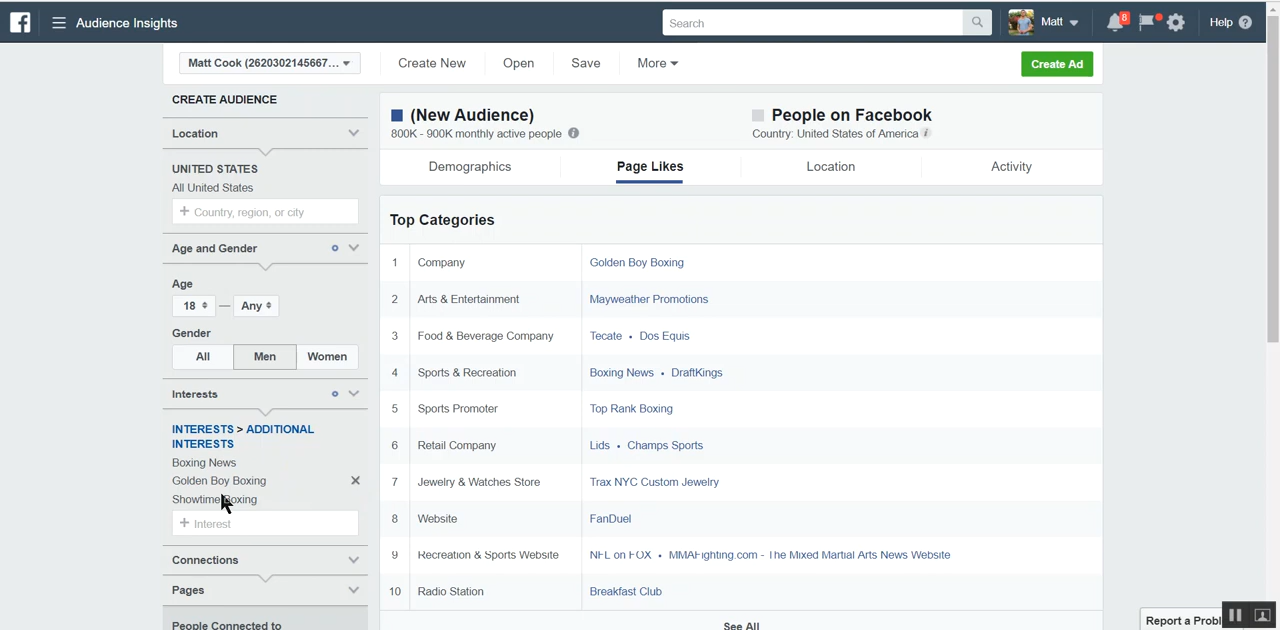 Audience Insights
Search
Matt
8
Help
Matt Cook (2620302145667...
Create New
Open
Save
More
Create Ad
CREATE AUDIENCE
Location
UNITED STATES
All United States
+ Country, region, or city
Age and Gender
Age
18 — Any
Gender
All Men Women
Interests
INTERESTS > ADDITIONAL
INTERESTS
Boxing News
Golden Boy Boxing
Showtime Boxing
+ Interest
Connections
Pages
People Connected to
(New Audience)
800K - 900K monthly active people
People on Facebook
Country: United States of America
Demographics Page Likes Location Activity
Top Categories
1 Company Golden Boy Boxing
2 Arts & Entertainment Mayweather Promotions
3 Food & Beverage Company Tecate • Dos Equis
4 Sports & Recreation Boxing News • DraftKings
5 Sports Promoter Top Rank Boxing
6 Retail Company Lids • Champs Sports
7 Jewelry & Watches Store Trax NYC Custom Jewelry
8 Website FanDuel
9 Recreation & Sports Website NFL on FOX • MMAFighting.com - The Mixed Martial Arts News Website
10 Radio Station Breakfast Club
See All
Report a Probl